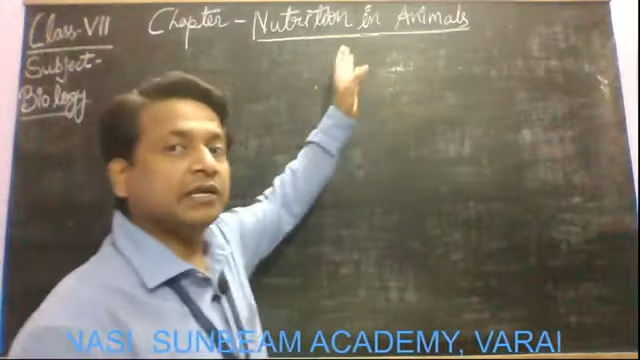 Class-VII
Chapter - Nutrition in Animals
Subject-
Biology
NASI SUNBEAM ACADEMY, VARAI